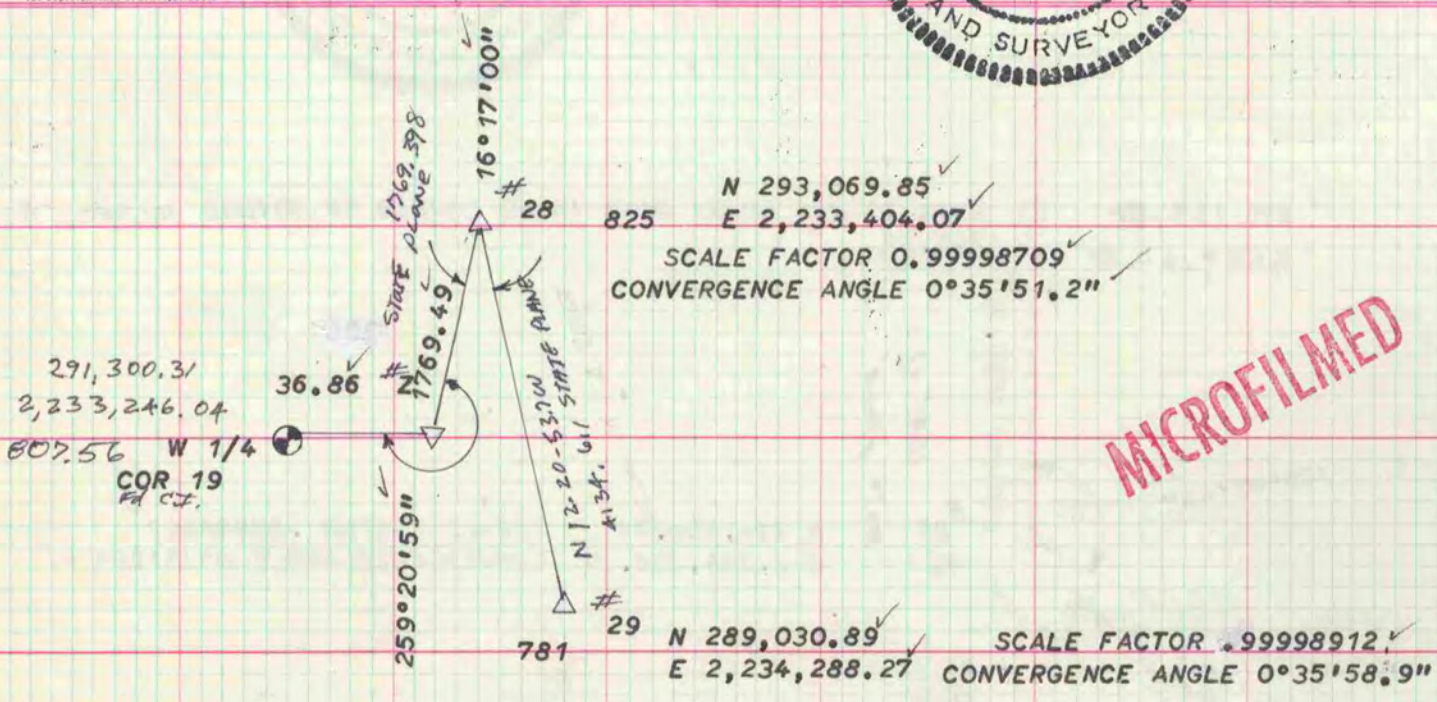 AND SURVEYOR
16°17'00"
1769.398
STATE PLANE
#
28
825
N 293,069.85
E 2,233,404.07
SCALE FACTOR 0.99998709
CONVERGENCE ANGLE 0°35'51.2"
1769.49
291,300.31
2,233,246.04
807.56 W 1/4
COR 19
Fd C.I.
36.86
#
259°20'59"
N 12-20-53.7W STATE PLANE
4134.61
MICROFILMED
#
29
781
N 289,030.89
E 2,234,288.27
SCALE FACTOR .99998912
CONVERGENCE ANGLE 0°35'58.9"